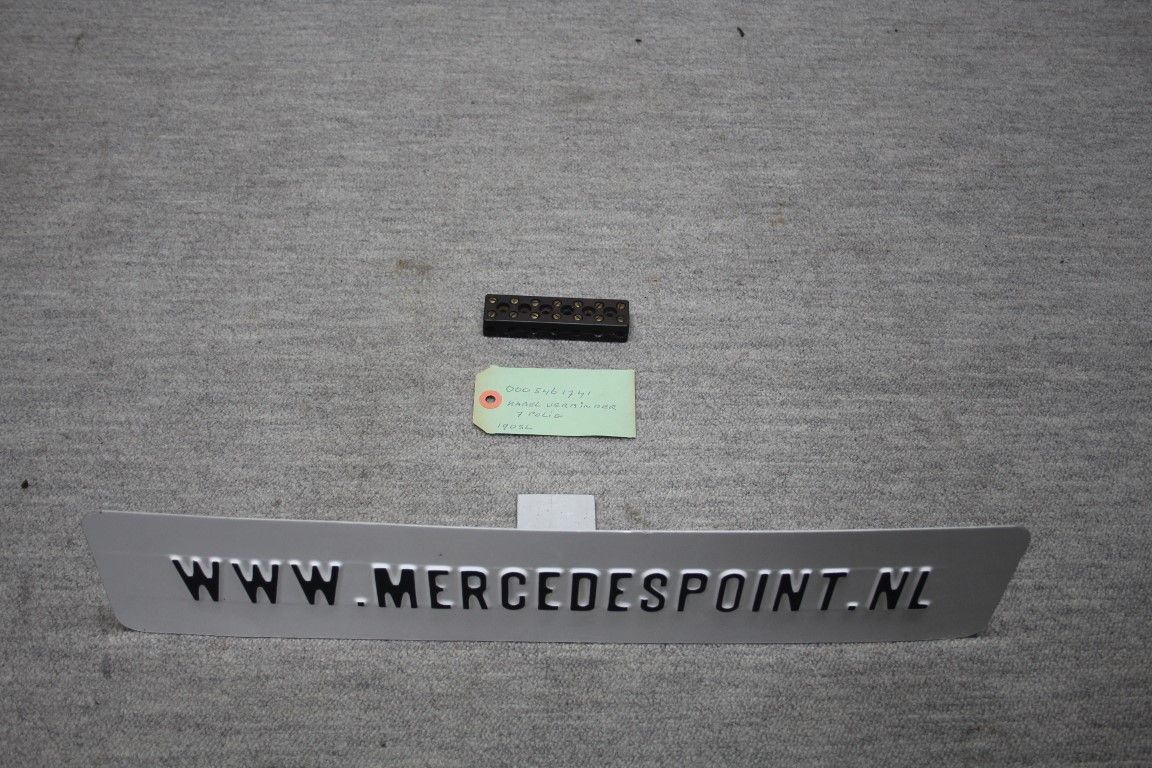 0005461741
KABEL VERBINDER
7 POLIG
190SL
WWW.MERCEDESPOINT.NL